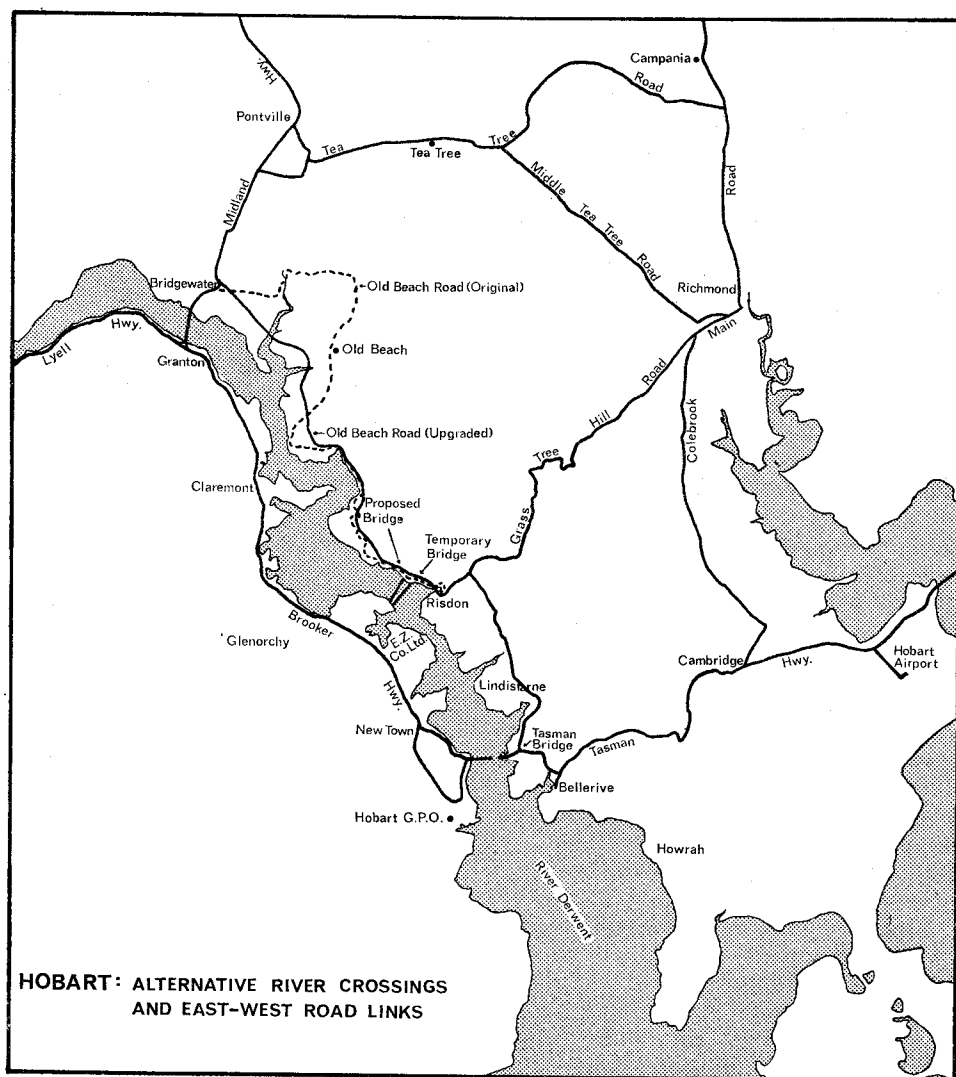 Campania
Road
Hwy.
Pontville
Tea
Tree
Tea Tree
Middle
Tea
Tree
Road
Road
Midland
Richmond
Main
Bridgewater
Old Beach Road (Original)
Lyell
Hwy.
Granton
Old Beach
Road
Hill
Tree
Grass
Colebrook
Old Beach Road (Upgraded)
Claremont
Proposed
Bridge
Temporary
Bridge
Risdon
Brooker
Glenorchy
E.Z.
Co. Ltd.
Hwy.
Lindisfarne
Cambridge
Hwy.
Hobart
Airport
New Town
Tasman
Bridge
Tasman
Bellerive
Hobart G.P.O.
Howrah
River Derwent
HOBART: ALTERNATIVE RIVER CROSSINGS
AND EAST-WEST ROAD LINKS